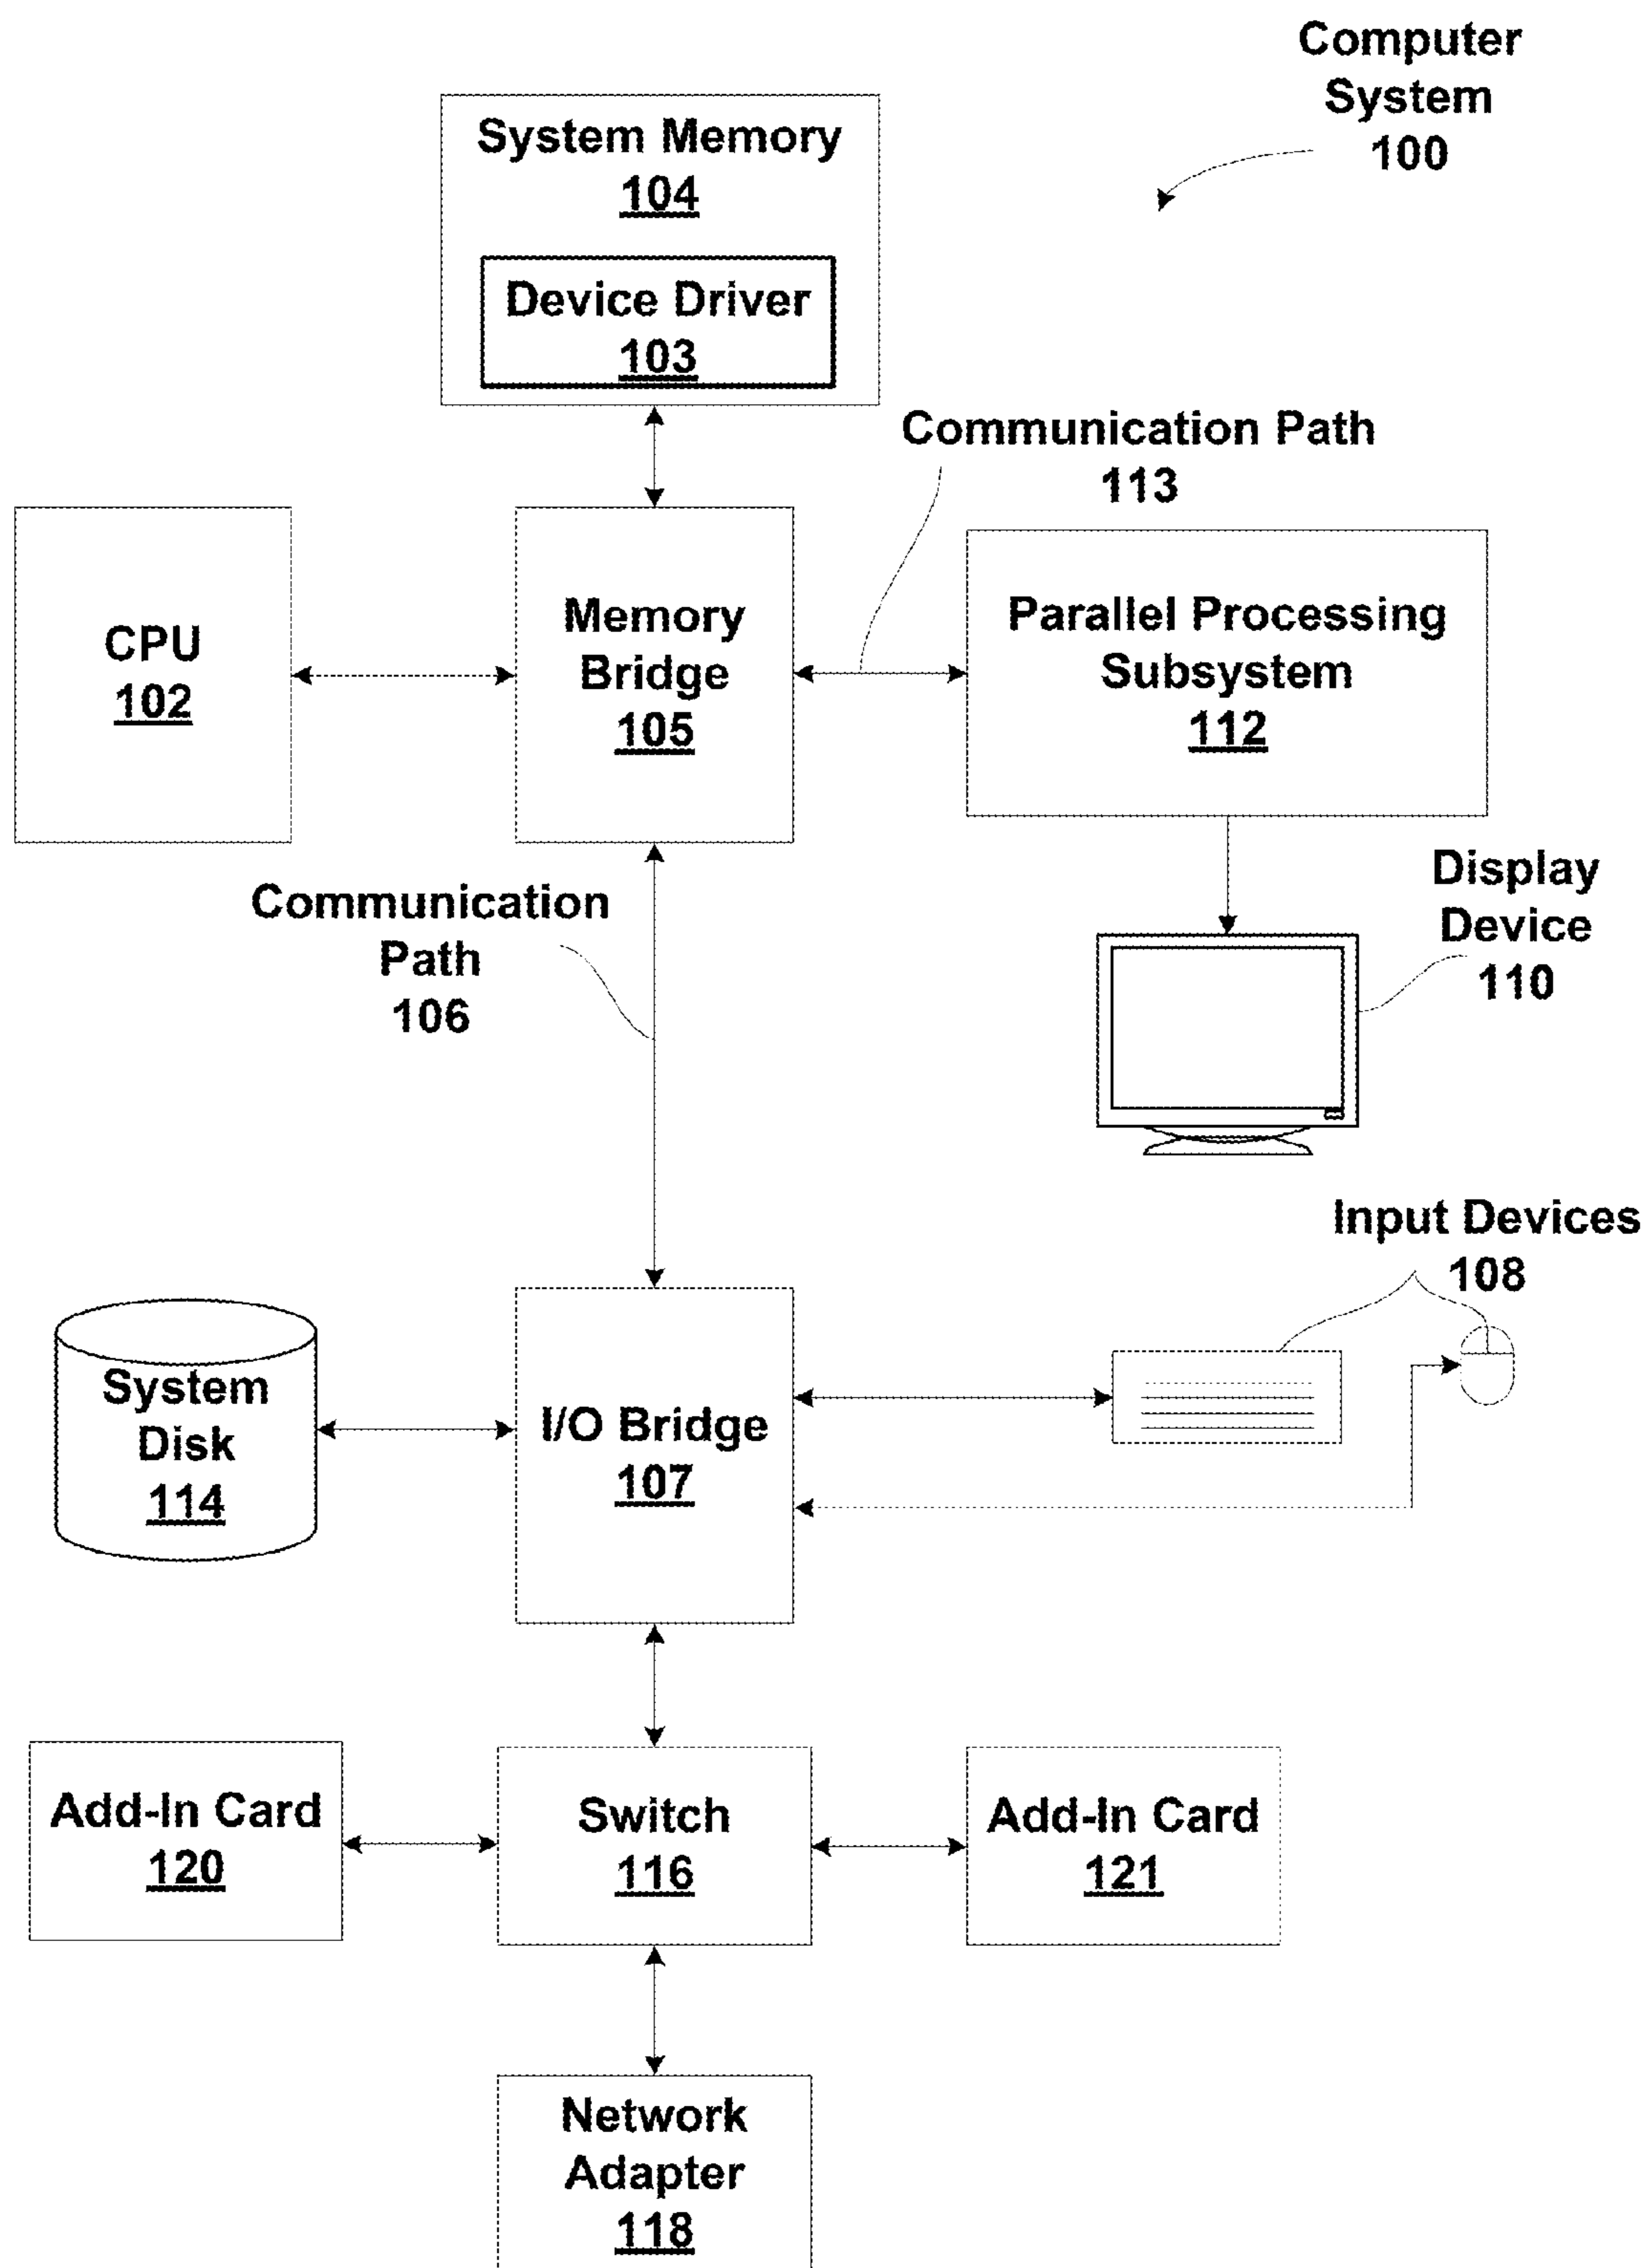 Computer
System
100
System Memory
104
Device Driver
103
Communication Path
113
CPU
102
Memory
Bridge
105
Parallel Processing
Subsystem
112
Communication
Path
106
Display
Device
110
Input Devices
108
System
Disk
114
I/O Bridge
107
Add-In Card
120
Switch
116
Add-In Card
121
Network
Adapter
118